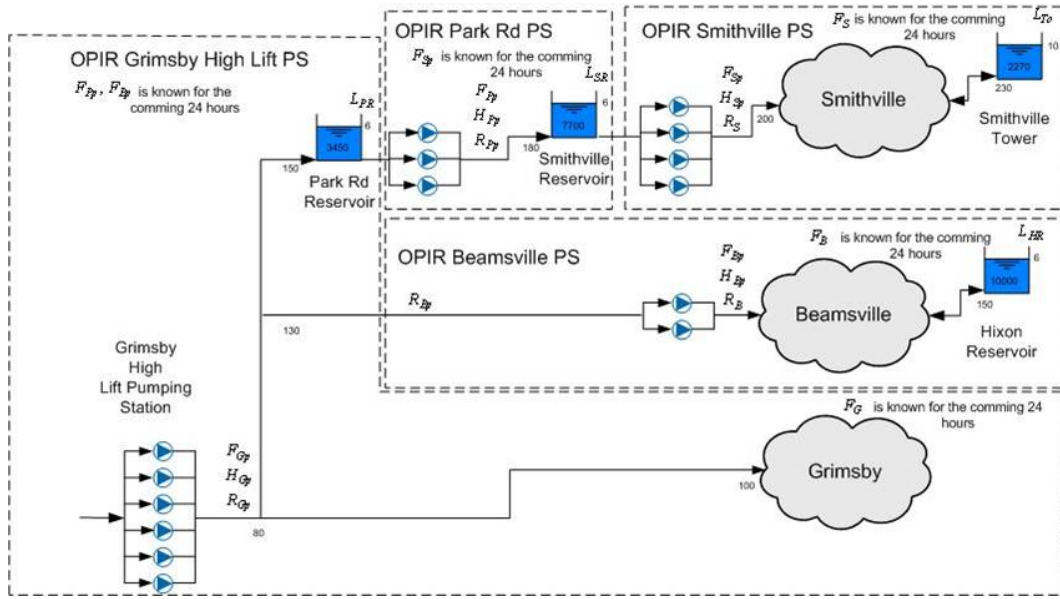 OPIR Grimsby High Lift PS
F_Pp, F_Bp is known for the
comming 24 hours
L_PR
6
3450
150
Park Rd
Reservoir
OPIR Park Rd PS
F_Sp is known for the comming
24 hours
F_Pp
H_Pp
R_Pp
L_SR
6
7700
180
Smithville
Reservoir
OPIR Smithville PS
F_S is known for the comming
24 hours
F_Sp
H_Sp
R_S
200
Smithville
L_To
10
2270
230
Smithville
Tower
OPIR Beamsville PS
R_Bp
130
F_Bp
H_Bp
R_B
F_B is known for the comming
24 hours
Beamsville
L_HR
6
10000
150
Hixon
Reservoir
Grimsby
High
Lift Pumping
Station
F_Gp
H_Gp
R_Gp
80
F_G is known for the comming 24
hours
100
Grimsby